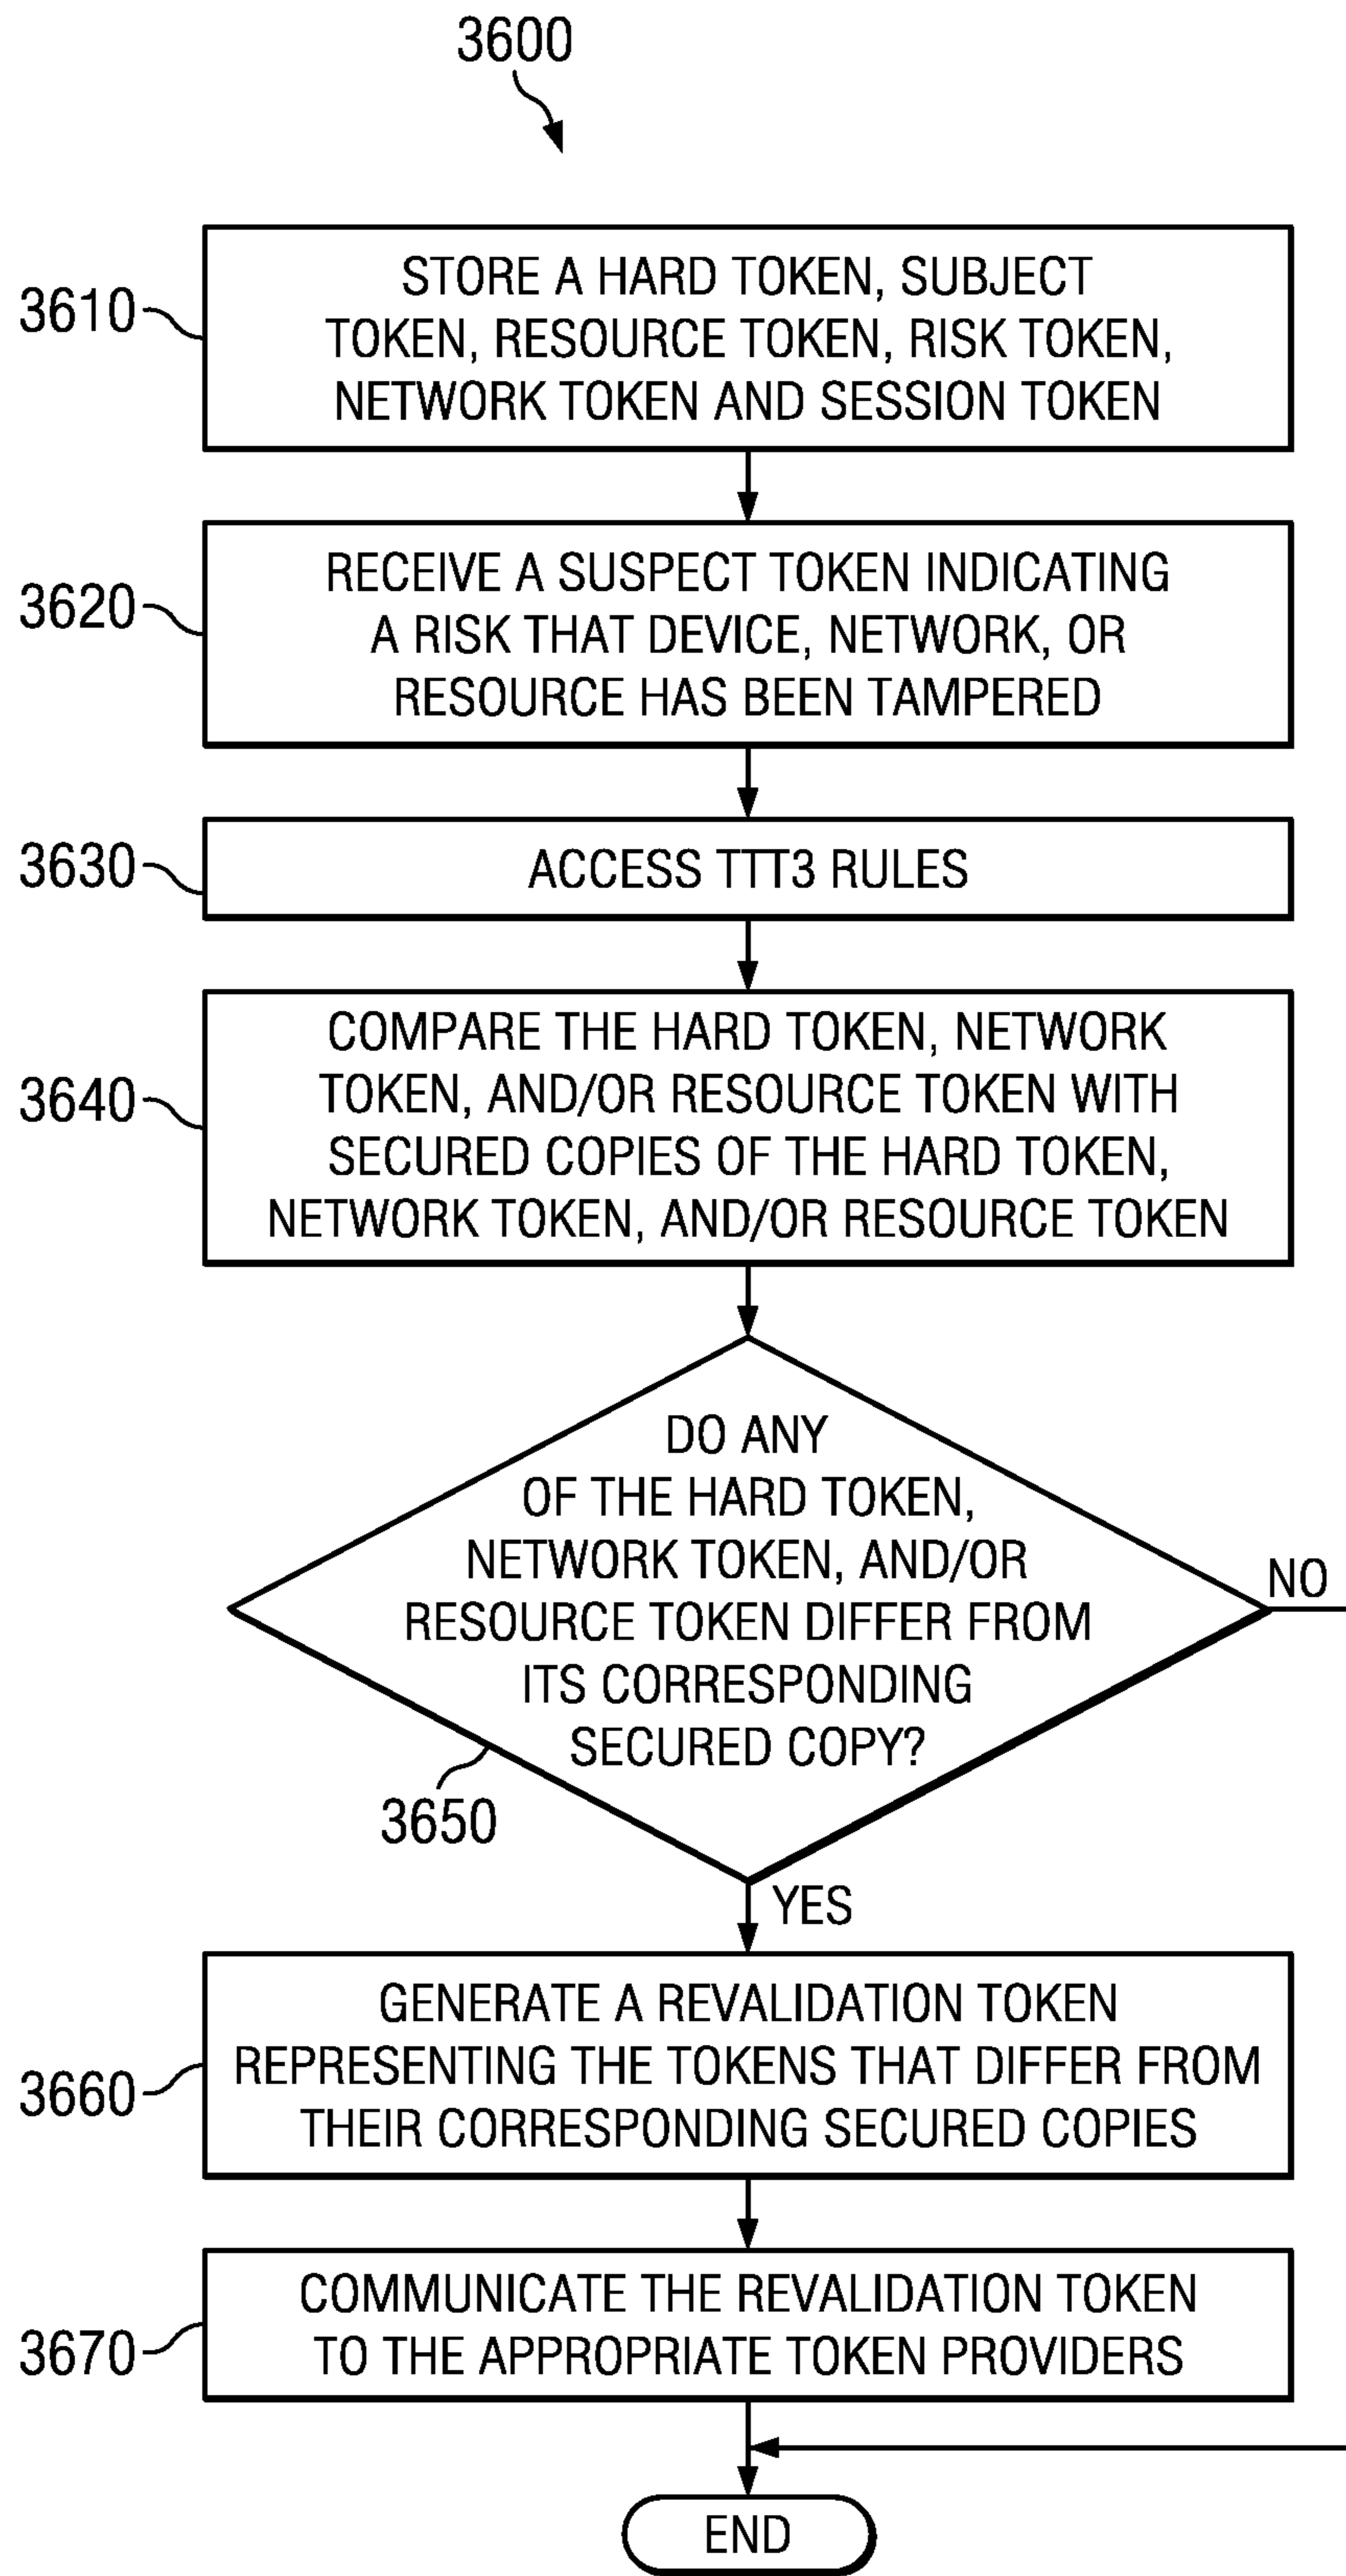 3600
3610
STORE A HARD TOKEN, SUBJECT
TOKEN, RESOURCE TOKEN, RISK TOKEN,
NETWORK TOKEN AND SESSION TOKEN
3620
RECEIVE A SUSPECT TOKEN INDICATING
A RISK THAT DEVICE, NETWORK, OR
RESOURCE HAS BEEN TAMPERED
3630
ACCESS TTT3 RULES
3640
COMPARE THE HARD TOKEN, NETWORK
TOKEN, AND/OR RESOURCE TOKEN WITH
SECURED COPIES OF THE HARD TOKEN,
NETWORK TOKEN, AND/OR RESOURCE TOKEN
DO ANY
OF THE HARD TOKEN,
NETWORK TOKEN, AND/OR
RESOURCE TOKEN DIFFER FROM
ITS CORRESPONDING
SECURED COPY?
NO
3650
YES
3660
GENERATE A REVALIDATION TOKEN
REPRESENTING THE TOKENS THAT DIFFER FROM
THEIR CORRESPONDING SECURED COPIES
3670
COMMUNICATE THE REVALIDATION TOKEN
TO THE APPROPRIATE TOKEN PROVIDERS
END